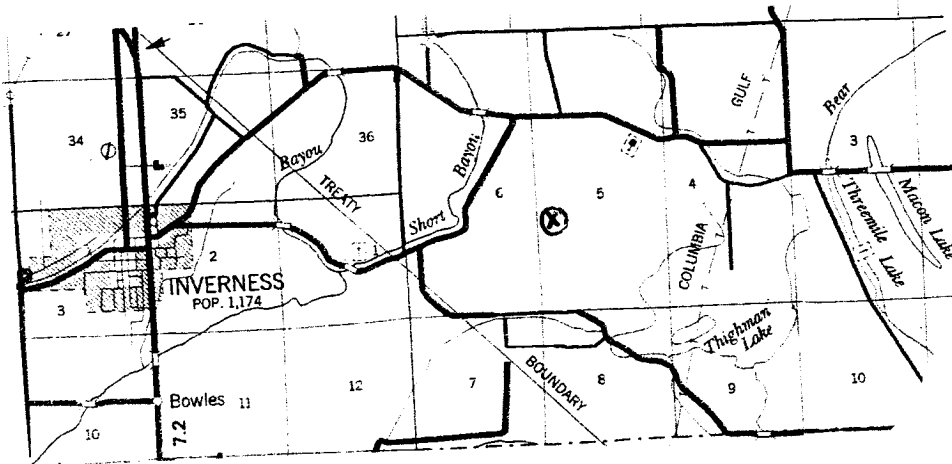 27
34
35
36
Bayou
TREATY
Short
Bayou
6
5
4
GULF
COLUMBIA
Bear
3
Threemile
Lake
Macon Lake
X
2
INVERNESS
POP. 1,174
3
Thighman
Lake
BOUNDARY
Bowles
7.2
10
11
12
7
8
9
10